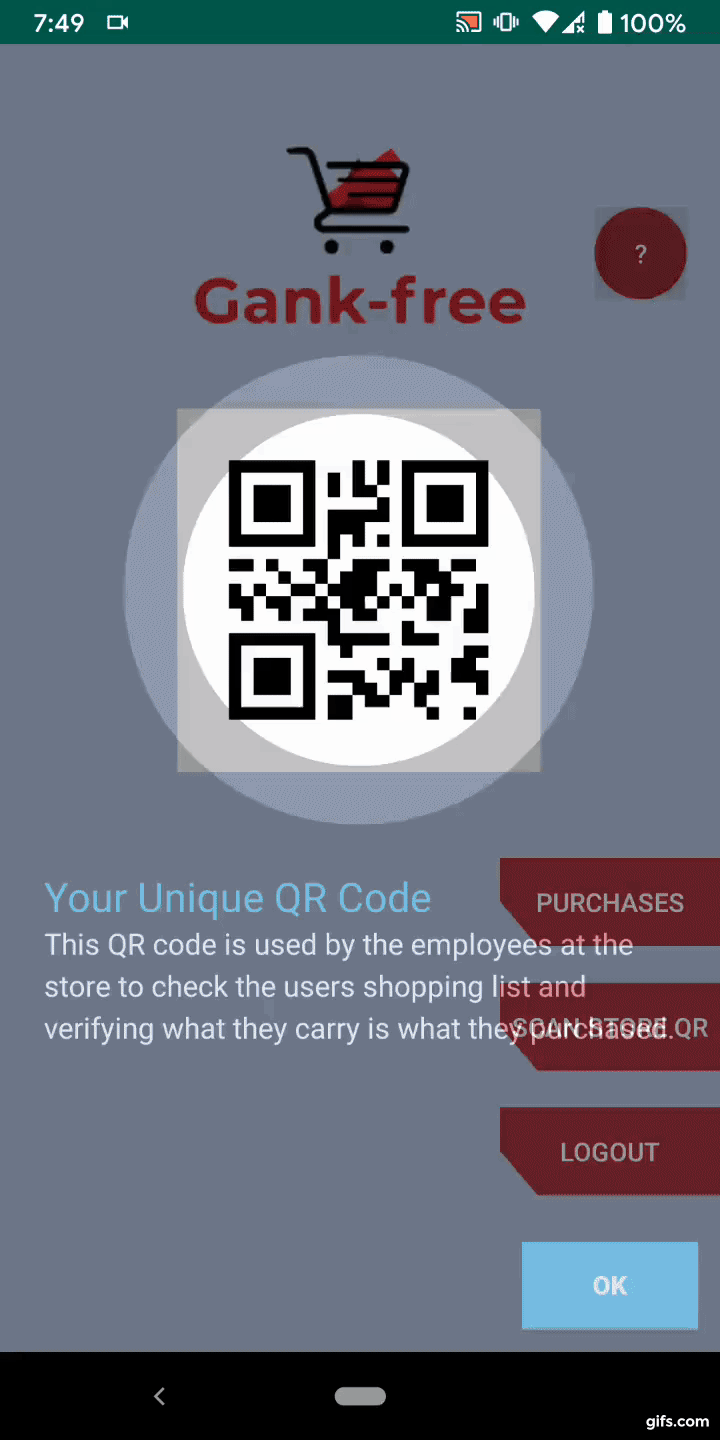 7:49
100%
?
Gank-free
Your Unique QR Code
PURCHASES
This QR code is used by the employees at the
store to check the users shopping list and
verifying what they carry is what they purchased.
SCAN STORE QR
LOGOUT
OK
gifs.com